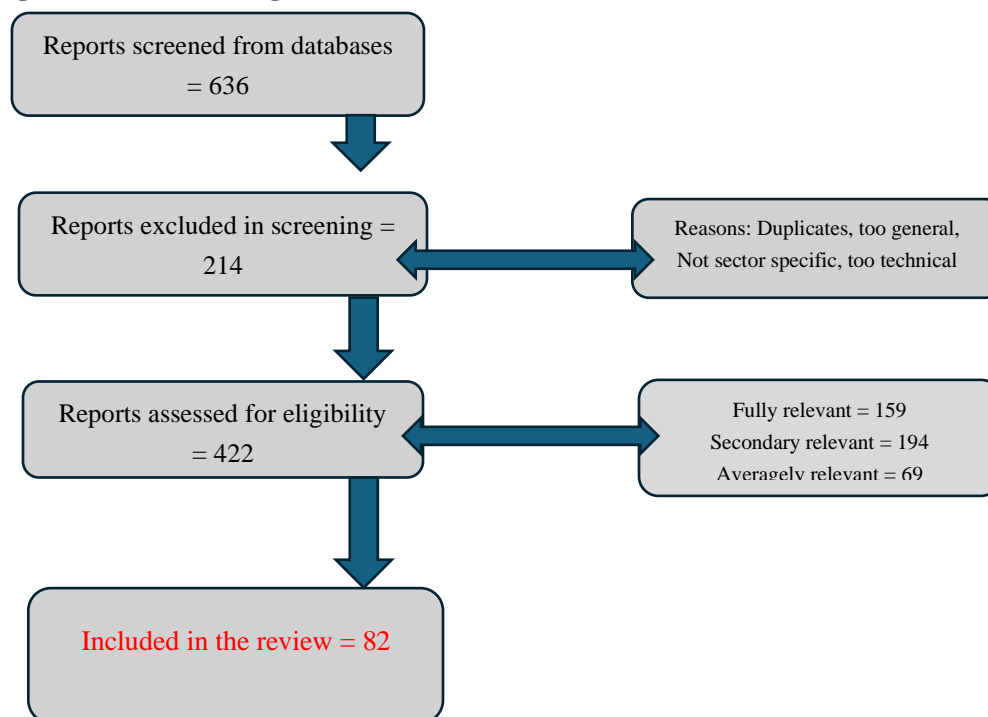 Reports screened from databases
= 636
Reports excluded in screening =
214
Reasons: Duplicates, too general,
Not sector specific, too technical
Reports assessed for eligibility
= 422
Fully relevant = 159
Secondary relevant = 194
Averagely relevant = 69
Included in the review = 82